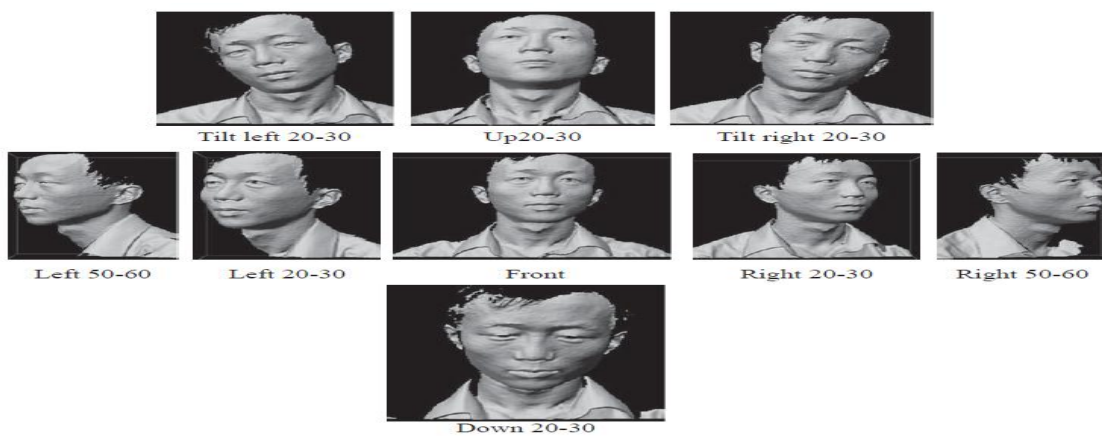 Tilt left 20-30
Up20-30
Tilt right 20-30
Left 50-60
Left 20-30
Front
Right 20-30
Right 50-60
Down 20-30